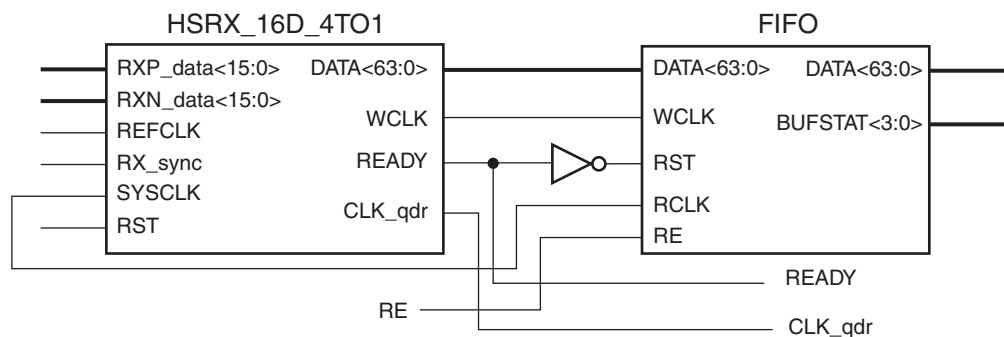 HSRX_16D_4TO1
RXP_data<15:0>
RXN_data<15:0>
REFCLK
RX_sync
SYSCLK
RST
DATA<63:0>
WCLK
READY
CLK_qdr
FIFO
DATA<63:0>
WCLK
RST
RCLK
RE
DATA<63:0>
BUFSTAT<3:0>
READY
RE
CLK_qdr